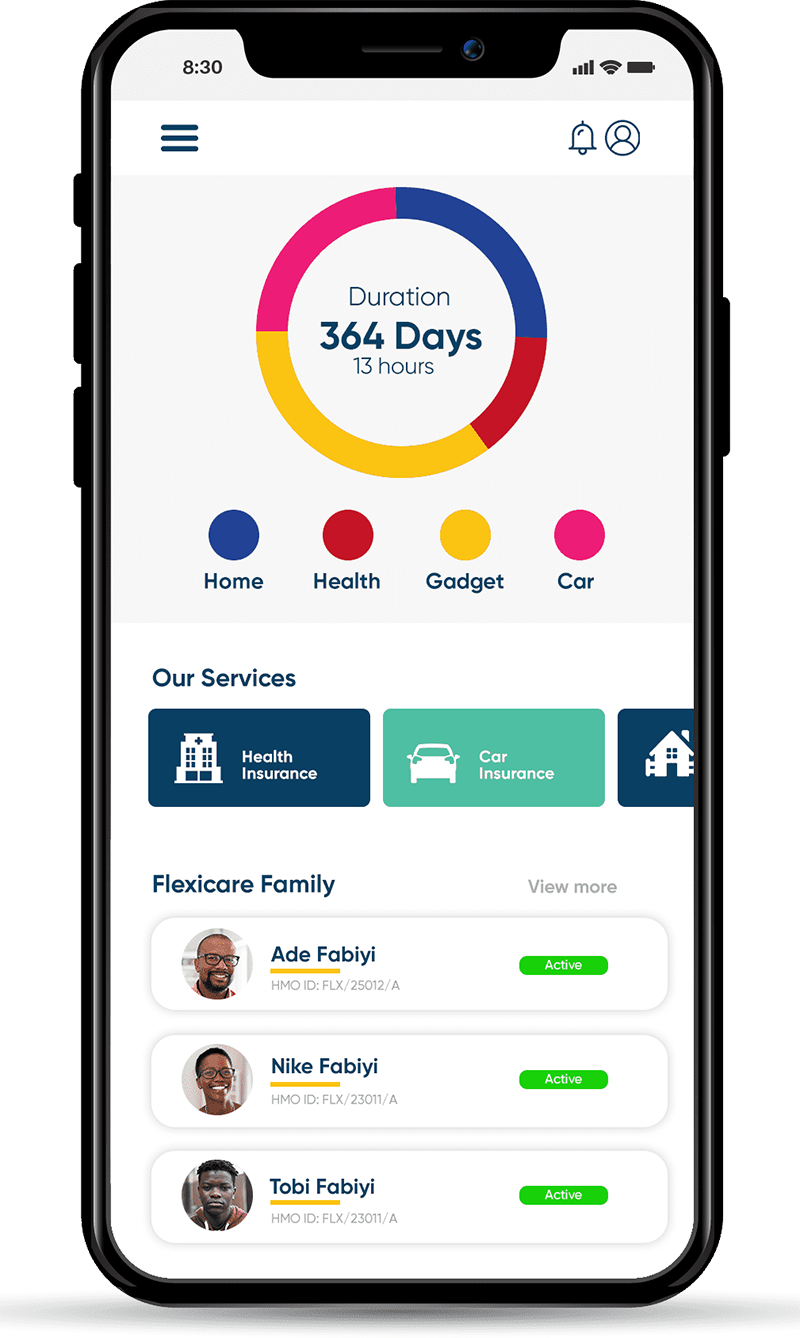 8:30
Duration
364 Days
13 hours
Home
Health
Gadget
Car
Our Services
Health
Insurance
Car
Insurance
Flexicare Family
View more
Ade Fabiyi
HMO ID: FLX/25012/A
Active
Nike Fabiyi
HMO ID: FLX/23011/A
Active
Tobi Fabiyi
HMO ID: FLX/23011/A
Active